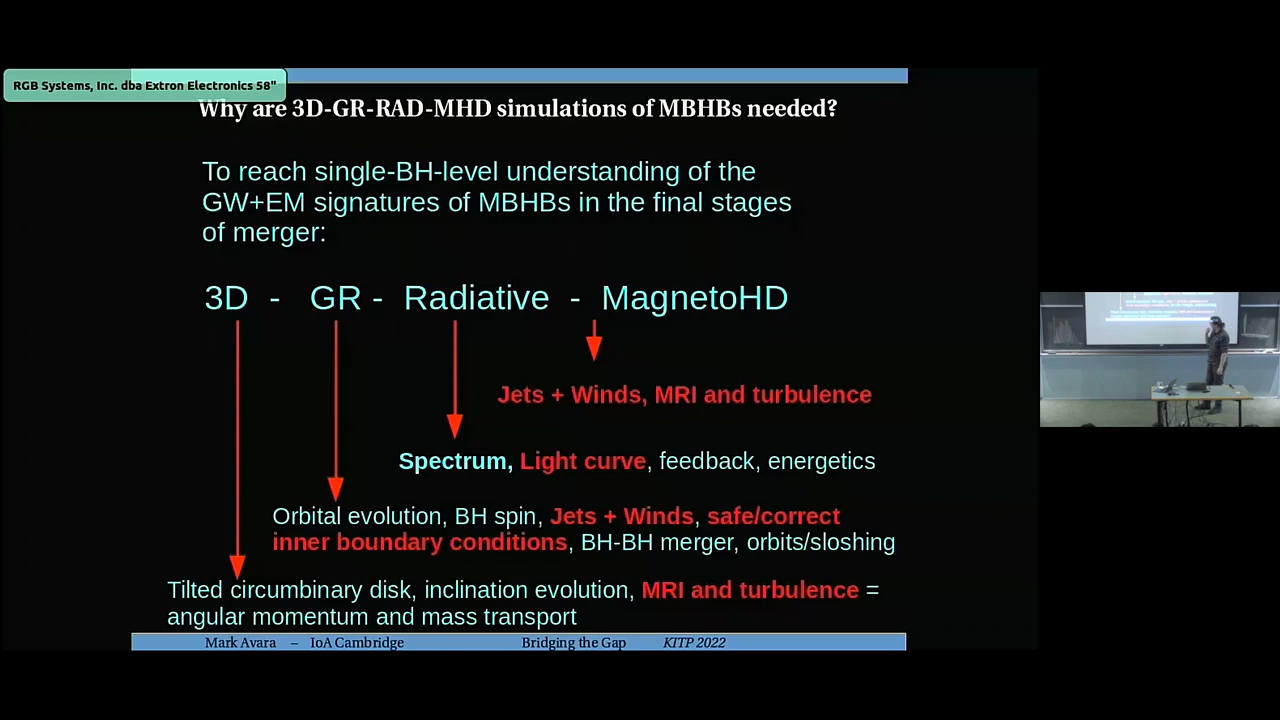 RGB Systems, Inc. dba Extron Electronics 58"
Why are 3D-GR-RAD-MHD simulations of MBHBs needed?
To reach single-BH-level understanding of the
GW+EM signatures of MBHBs in the final stages
of merger:
3D - GR - Radiative - MagnetoHD
Jets + Winds, MRI and turbulence
Spectrum, Light curve, feedback, energetics
Orbital evolution, BH spin, Jets + Winds, safe/correct
inner boundary conditions, BH-BH merger, orbits/sloshing
Tilted circumbinary disk, inclination evolution, MRI and turbulence =
angular momentum and mass transport
Mark Avara – IoA Cambridge Bridging the Gap KITP 2022